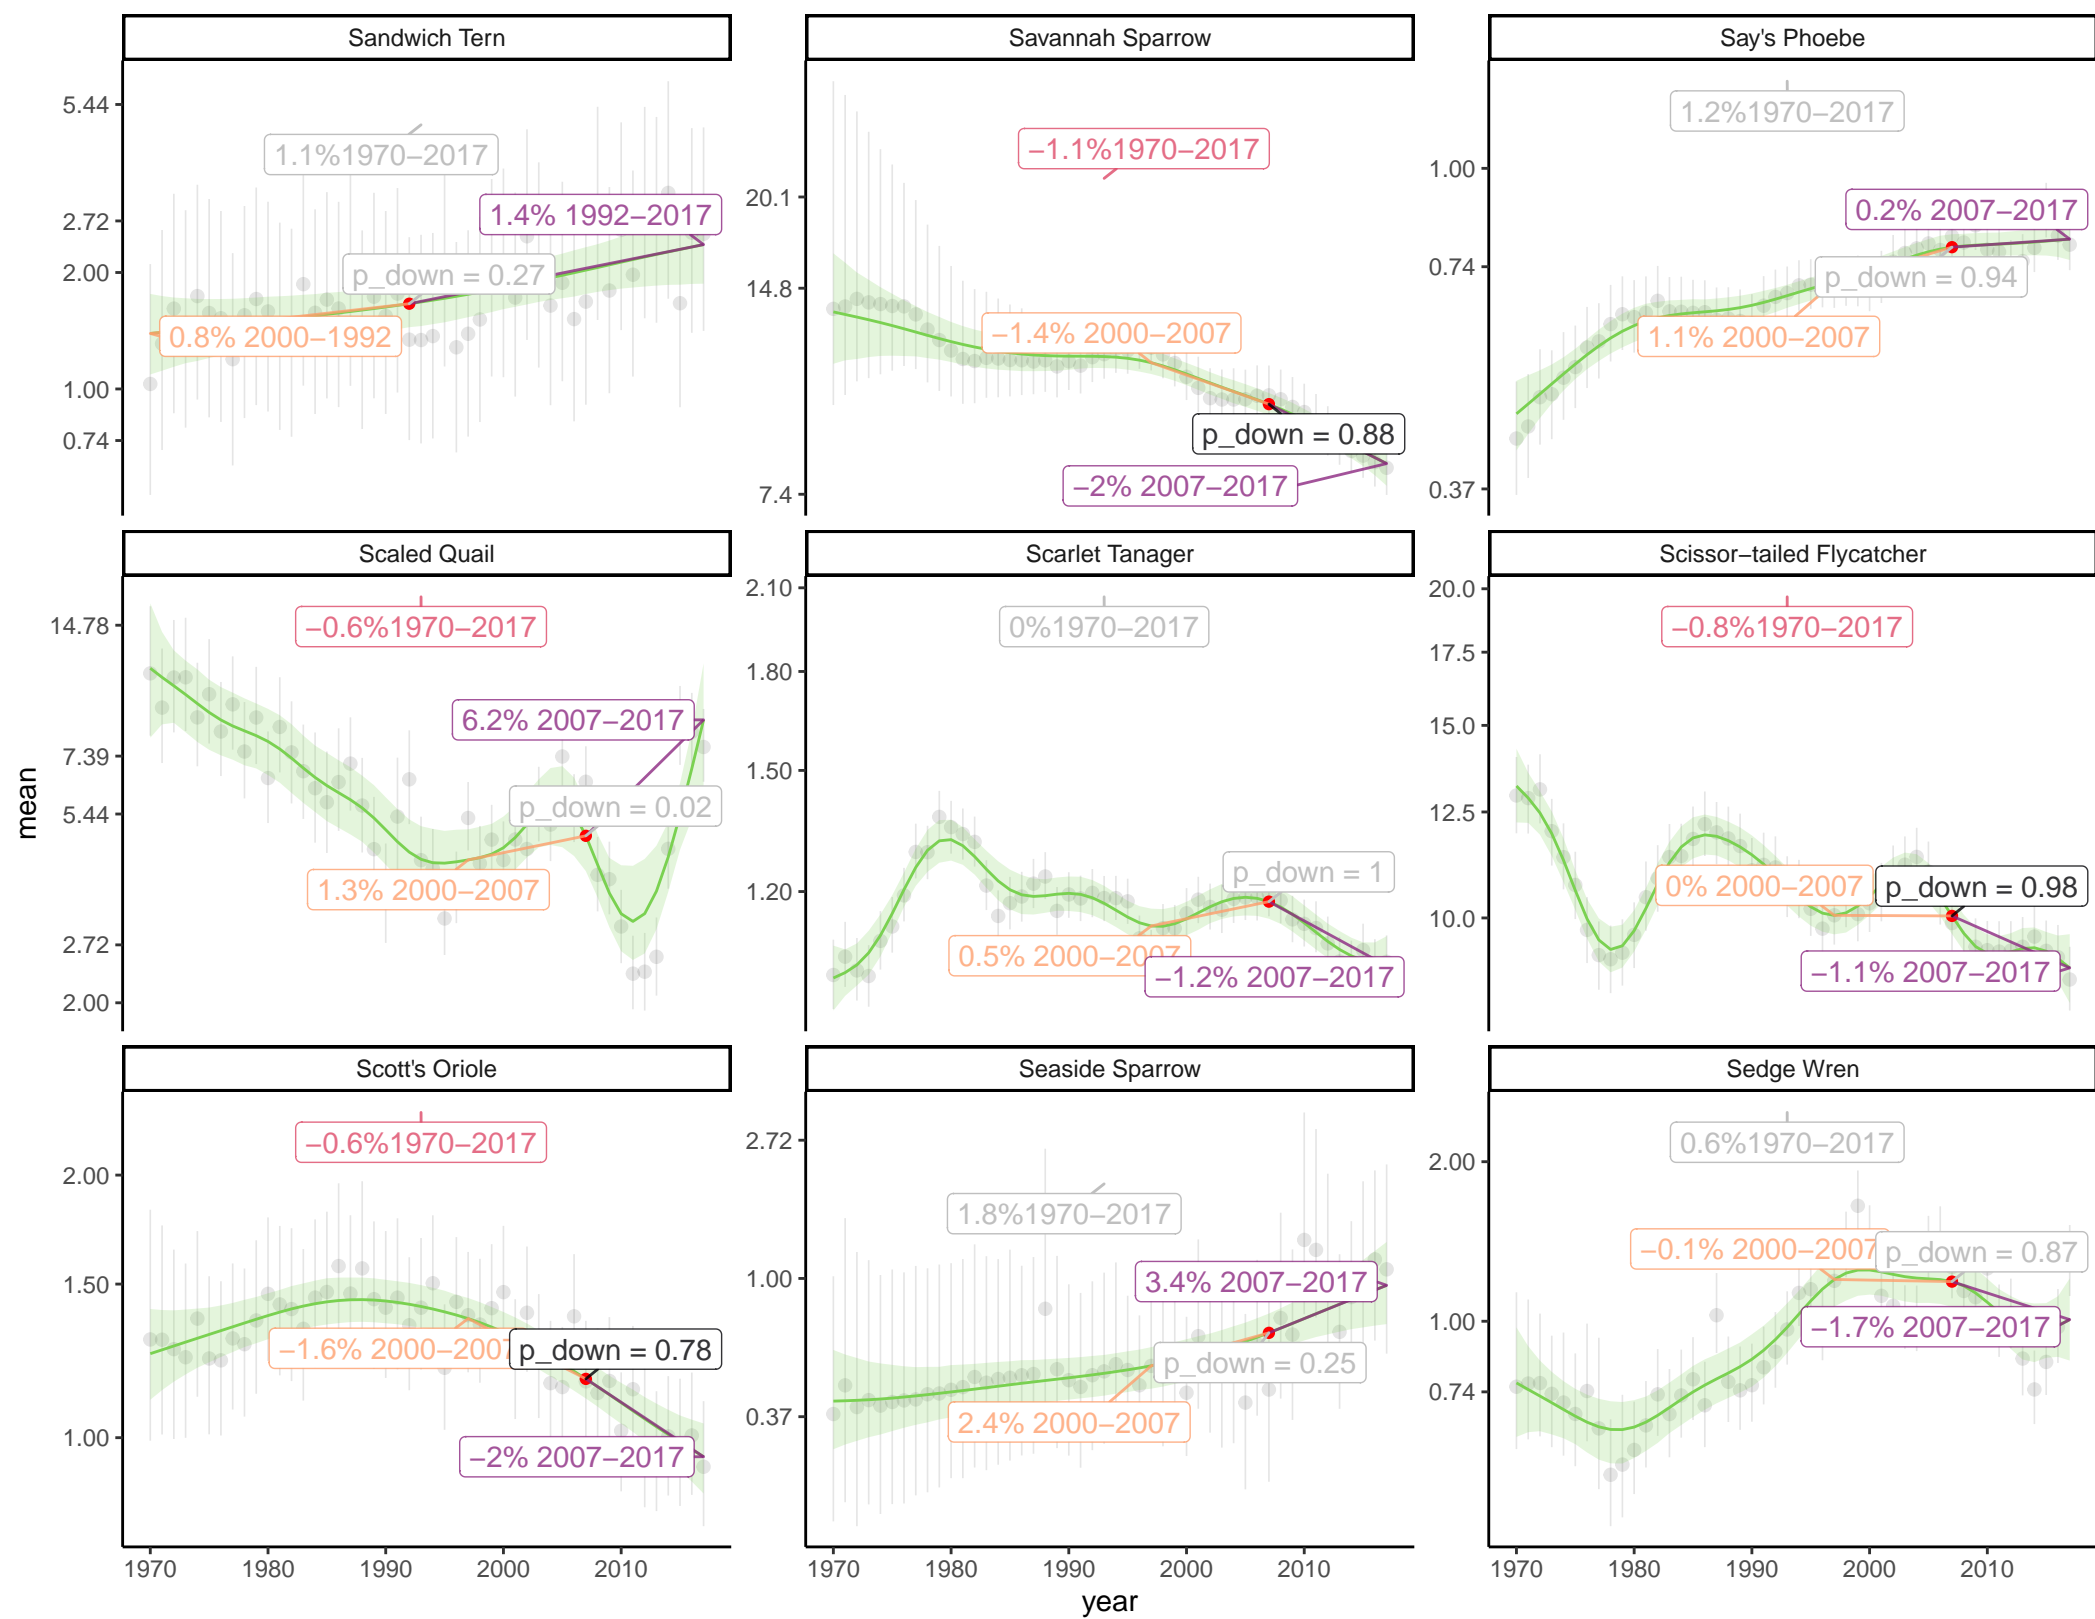 Sandwich Tern
Savannah Sparrow
Say's Phoebe
5.44
2.72
2.00
1.00
0.74
1.1%1970−2017
1.4% 1992−2017
p_down = 0.27
0.8% 2000−1992
20.1
14.8
7.4
−1.1%1970−2017
−1.4% 2000−2007
p_down = 0.88
−2% 2007−2017
1.00
0.74
0.37
1.2%1970−2017
0.2% 2007−2017
p_down = 0.94
1.1% 2000−2007
Scaled Quail
Scarlet Tanager
Scissor−tailed Flycatcher
mean
14.78
7.39
5.44
2.72
2.00
−0.6%1970−2017
6.2% 2007−2017
p_down = 0.02
1.3% 2000−2007
2.10
1.80
1.50
1.20
0%1970−2017
p_down = 1
0.5% 2000−2007
−1.2% 2007−2017
20.0
17.5
15.0
12.5
10.0
−0.8%1970−2017
0% 2000−2007
p_down = 0.98
−1.1% 2007−2017
Scott's Oriole
Seaside Sparrow
Sedge Wren
2.00
1.50
1.00
−0.6%1970−2017
−1.6% 2000−2007
p_down = 0.78
−2% 2007−2017
2.72
1.00
0.37
1.8%1970−2017
3.4% 2007−2017
p_down = 0.25
2.4% 2000−2007
2.00
1.00
0.74
0.6%1970−2017
−0.1% 2000−2007
p_down = 0.87
−1.7% 2007−2017
1970 1980 1990 2000 2010
1970 1980 1990 2000 2010
1970 1980 1990 2000 2010
year